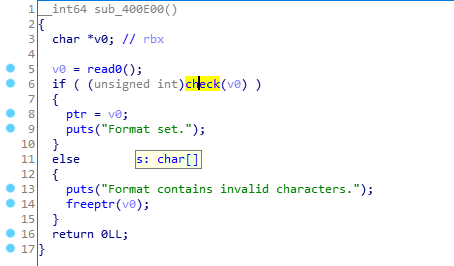 1 __int64 sub_400E00()
2 {
3 char *v0; // rbx
4
5 v0 = read0();
6 if ( (unsigned int)check(v0) )
7 {
8 ptr = v0;
9 puts("Format set.");
10 }
11 else s: char[]
12 {
13 puts("Format contains invalid characters.");
14 freeptr(v0);
15 }
16 return 0LL;
17 }